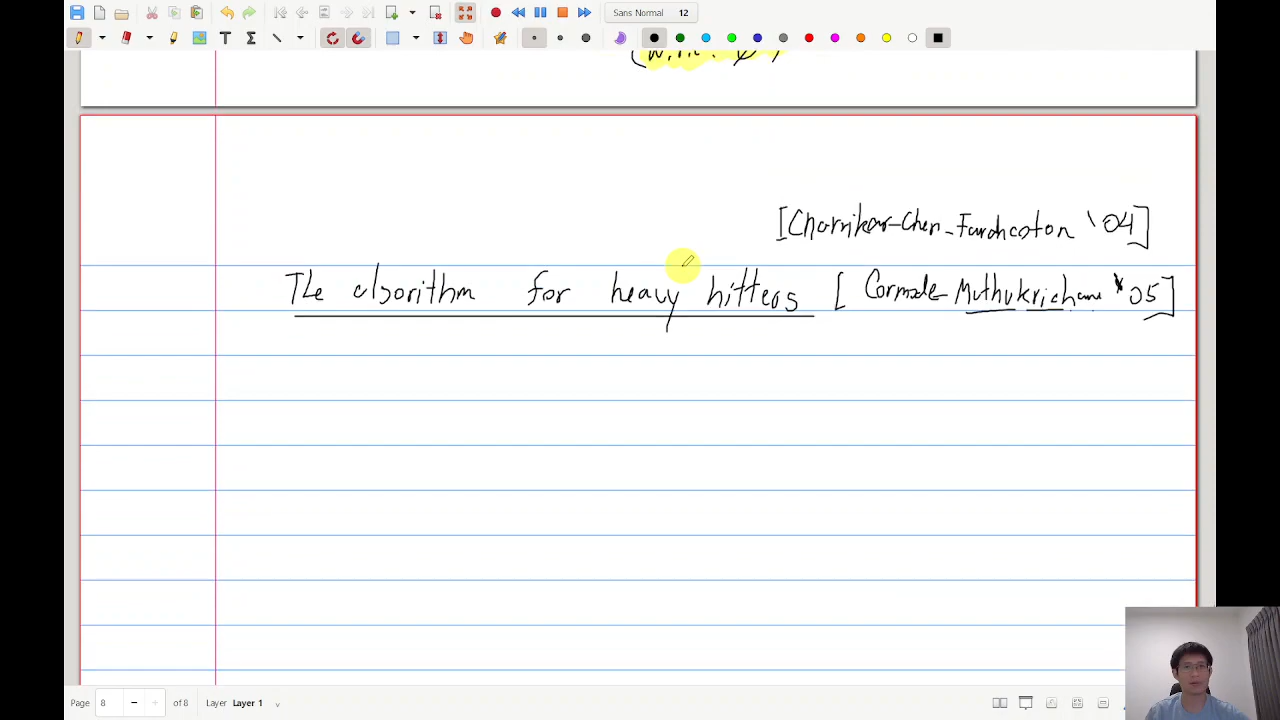 Sans Normal 12
(w.r.t.
[Charikar-Chen-Farahcoton '04]
The algorithm for heavy hitters [Cormode-Muthukrishnan '05]
Page 8 of 8 Layer Layer 1